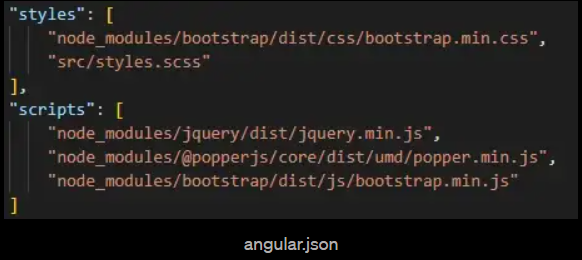 "styles": [
"node_modules/bootstrap/dist/css/bootstrap.min.css",
"src/styles.scss"
],
"scripts": [
"node_modules/jquery/dist/jquery.min.js",
"node_modules/@popperjs/core/dist/umd/popper.min.js",
"node_modules/bootstrap/dist/js/bootstrap.min.js"
]
angular.json